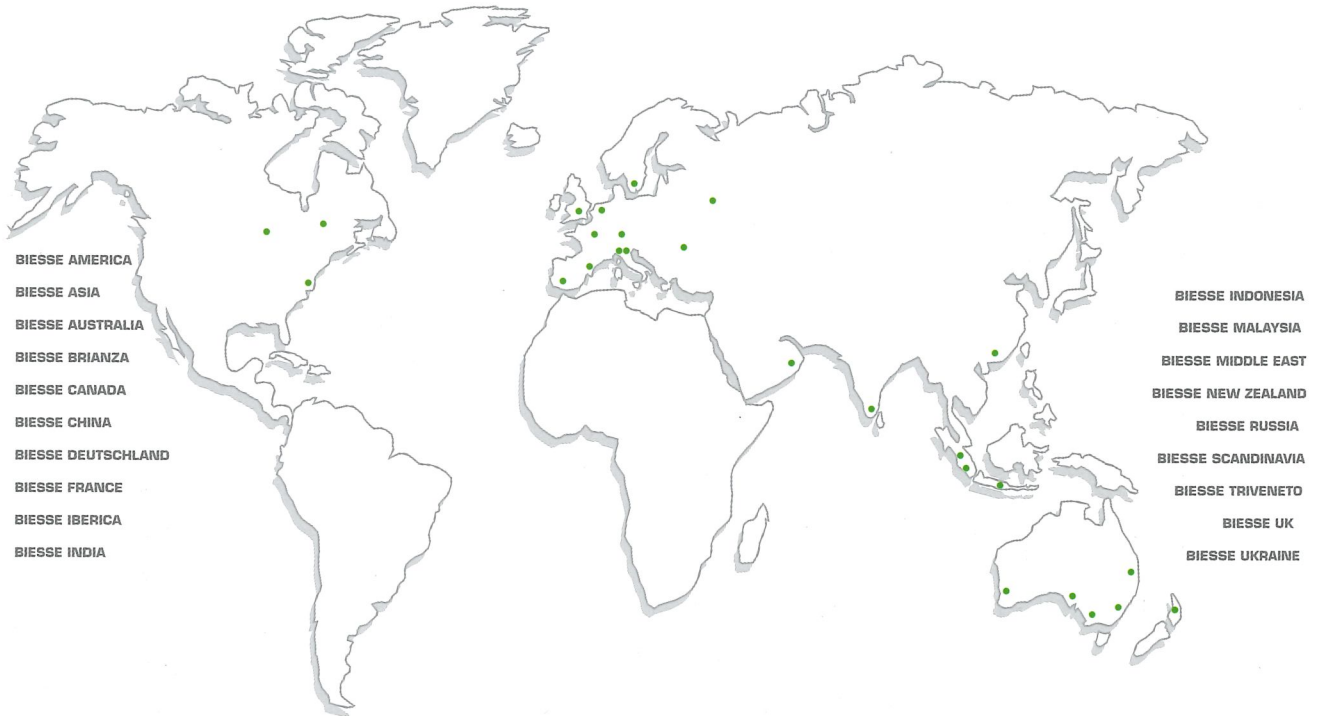 BIESSE AMERICA
BIESSE ASIA
BIESSE AUSTRALIA
BIESSE BRIANZA
BIESSE CANADA
BIESSE CHINA
BIESSE DEUTSCHLAND
BIESSE FRANCE
BIESSE IBERICA
BIESSE INDIA
BIESSE INDONESIA
BIESSE MALAYSIA
BIESSE MIDDLE EAST
BIESSE NEW ZEALAND
BIESSE RUSSIA
BIESSE SCANDINAVIA
BIESSE TRIVENETO
BIESSE UK
BIESSE UKRAINE